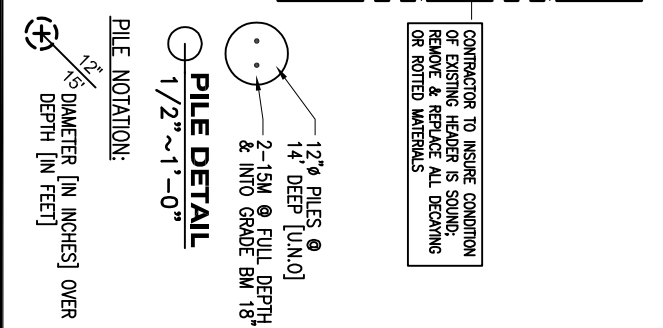 CONTRACTOR TO INSURE CONDITION
OF EXISTING HEADER IS SOUND;
REMOVE & REPLACE ALL DECAYING
OR ROTTED MATERIALS
12"ø PILES @
14' DEEP [U.N.O]
2-15M @ FULL DEPTH
& INTO GRADE BM 18"
PILE DETAIL
1/2"~1'-0"
PILE NOTATION:
12"
15'
DIAMETER [IN INCHES] OVER
DEPTH [IN FEET]